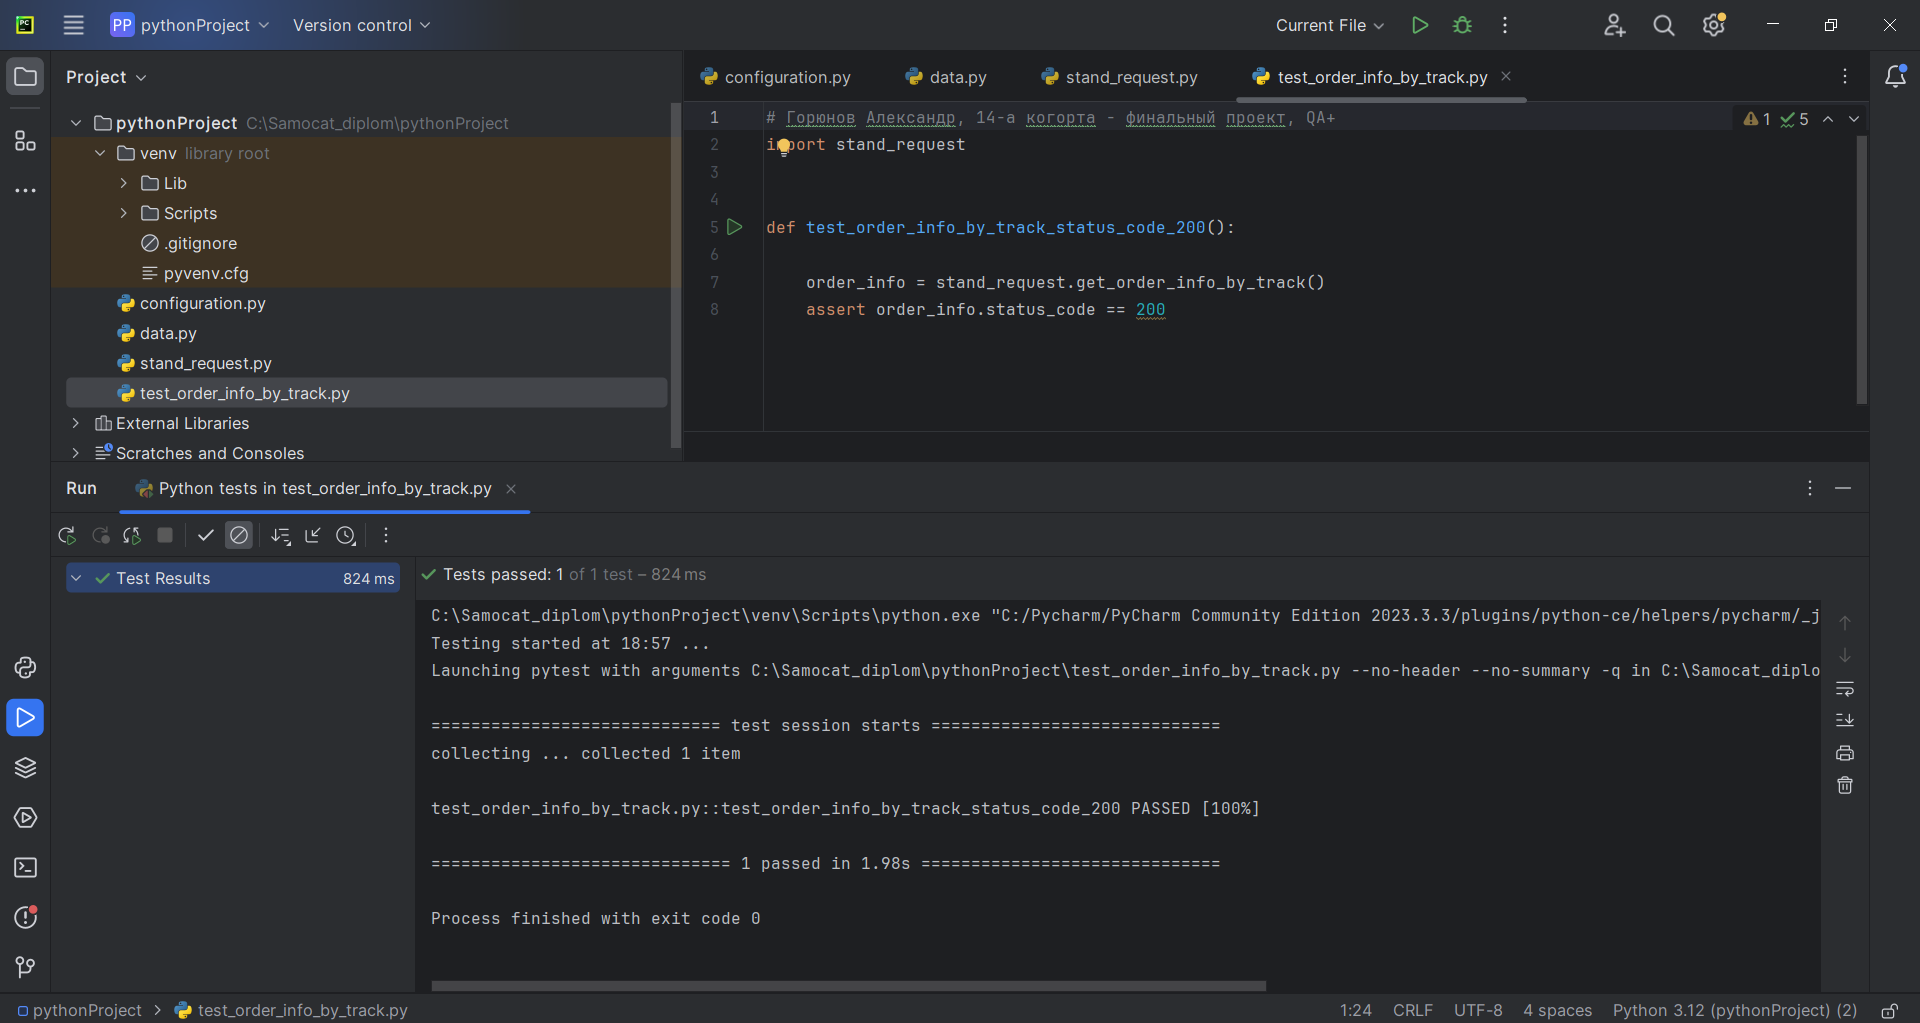 PP pythonProject Version control Current File
Project
configuration.py data.py stand_request.py test_order_info_by_track.py
pythonProject C:\Samocat_diplom\pythonProject
venv library root
Lib
Scripts
.gitignore
pyvenv.cfg
configuration.py
data.py
stand_request.py
test_order_info_by_track.py
External Libraries
Scratches and Consoles
1 # Горюнов Александр, 14-а когорта - финальный проект, QA+ 1 5
2 import stand_request
3
4
5 def test_order_info_by_track_status_code_200():
6
7 order_info = stand_request.get_order_info_by_track()
8 assert order_info.status_code == 200
Run Python tests in test_order_info_by_track.py
Test Results 824 ms
Tests passed: 1 of 1 test – 824 ms
C:\Samocat_diplom\pythonProject\venv\Scripts\python.exe "C:/Pycharm/PyCharm Community Edition 2023.3.3/plugins/python-ce/helpers/pycharm/_j
Testing started at 18:57 ...
Launching pytest with arguments C:\Samocat_diplom\pythonProject\test_order_info_by_track.py --no-header --no-summary -q in C:\Samocat_diplo
============================= test session starts =============================
collecting ... collected 1 item
test_order_info_by_track.py::test_order_info_by_track_status_code_200 PASSED [100%]
============================== 1 passed in 1.98s ==============================
Process finished with exit code 0
pythonProject > test_order_info_by_track.py 1:24 CRLF UTF-8 4 spaces Python 3.12 (pythonProject) (2)